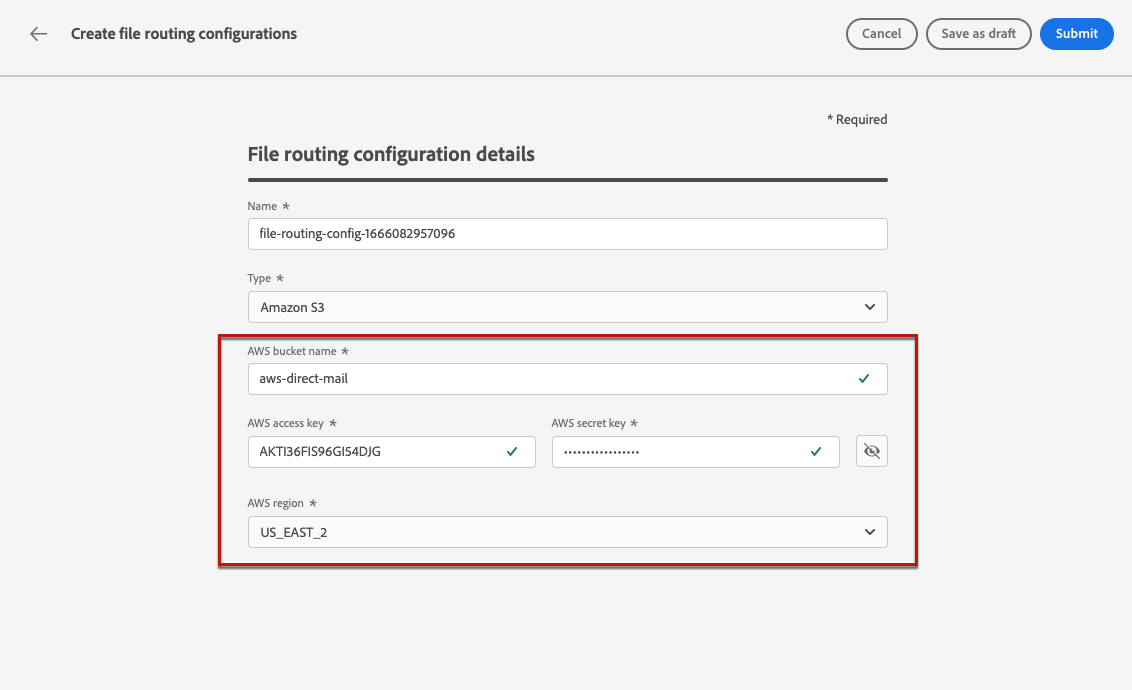 Create file routing configurations
Cancel
Save as draft
Submit
* Required
File routing configuration details
Name *
file-routing-config-1666082957096
Type *
Amazon S3
AWS bucket name *
aws-direct-mail
AWS access key * AWS secret key *
AKTI36FIS96GI54DJG •••••••••••••••••
AWS region *
US_EAST_2